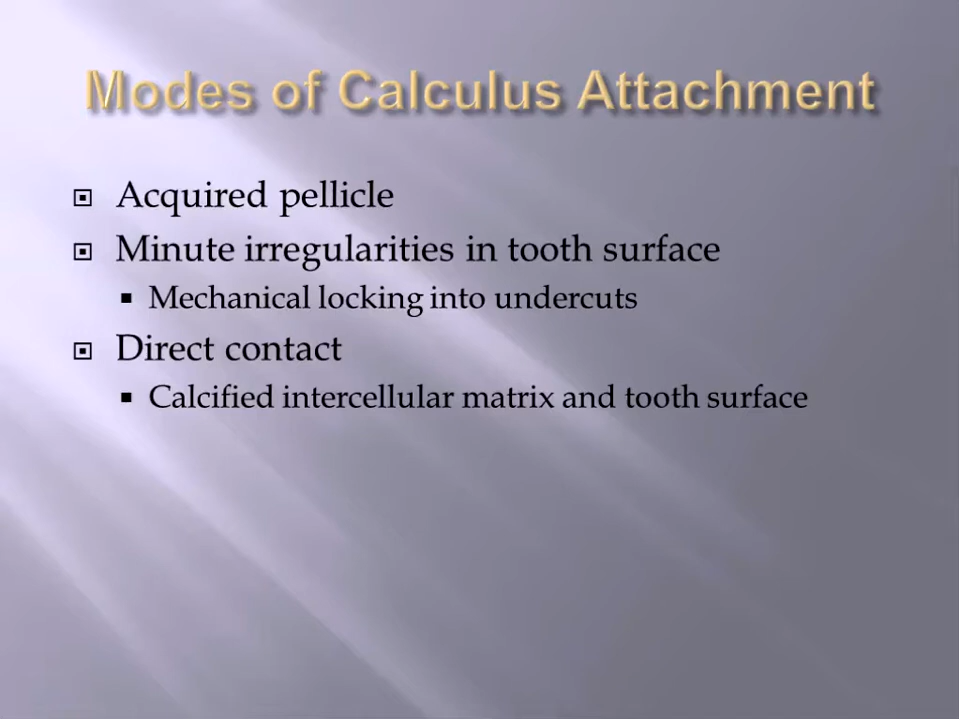 Modes of Calculus Attachment
Acquired pellicle
Minute irregularities in tooth surface
Mechanical locking into undercuts
Direct contact
Calcified intercellular matrix and tooth surface